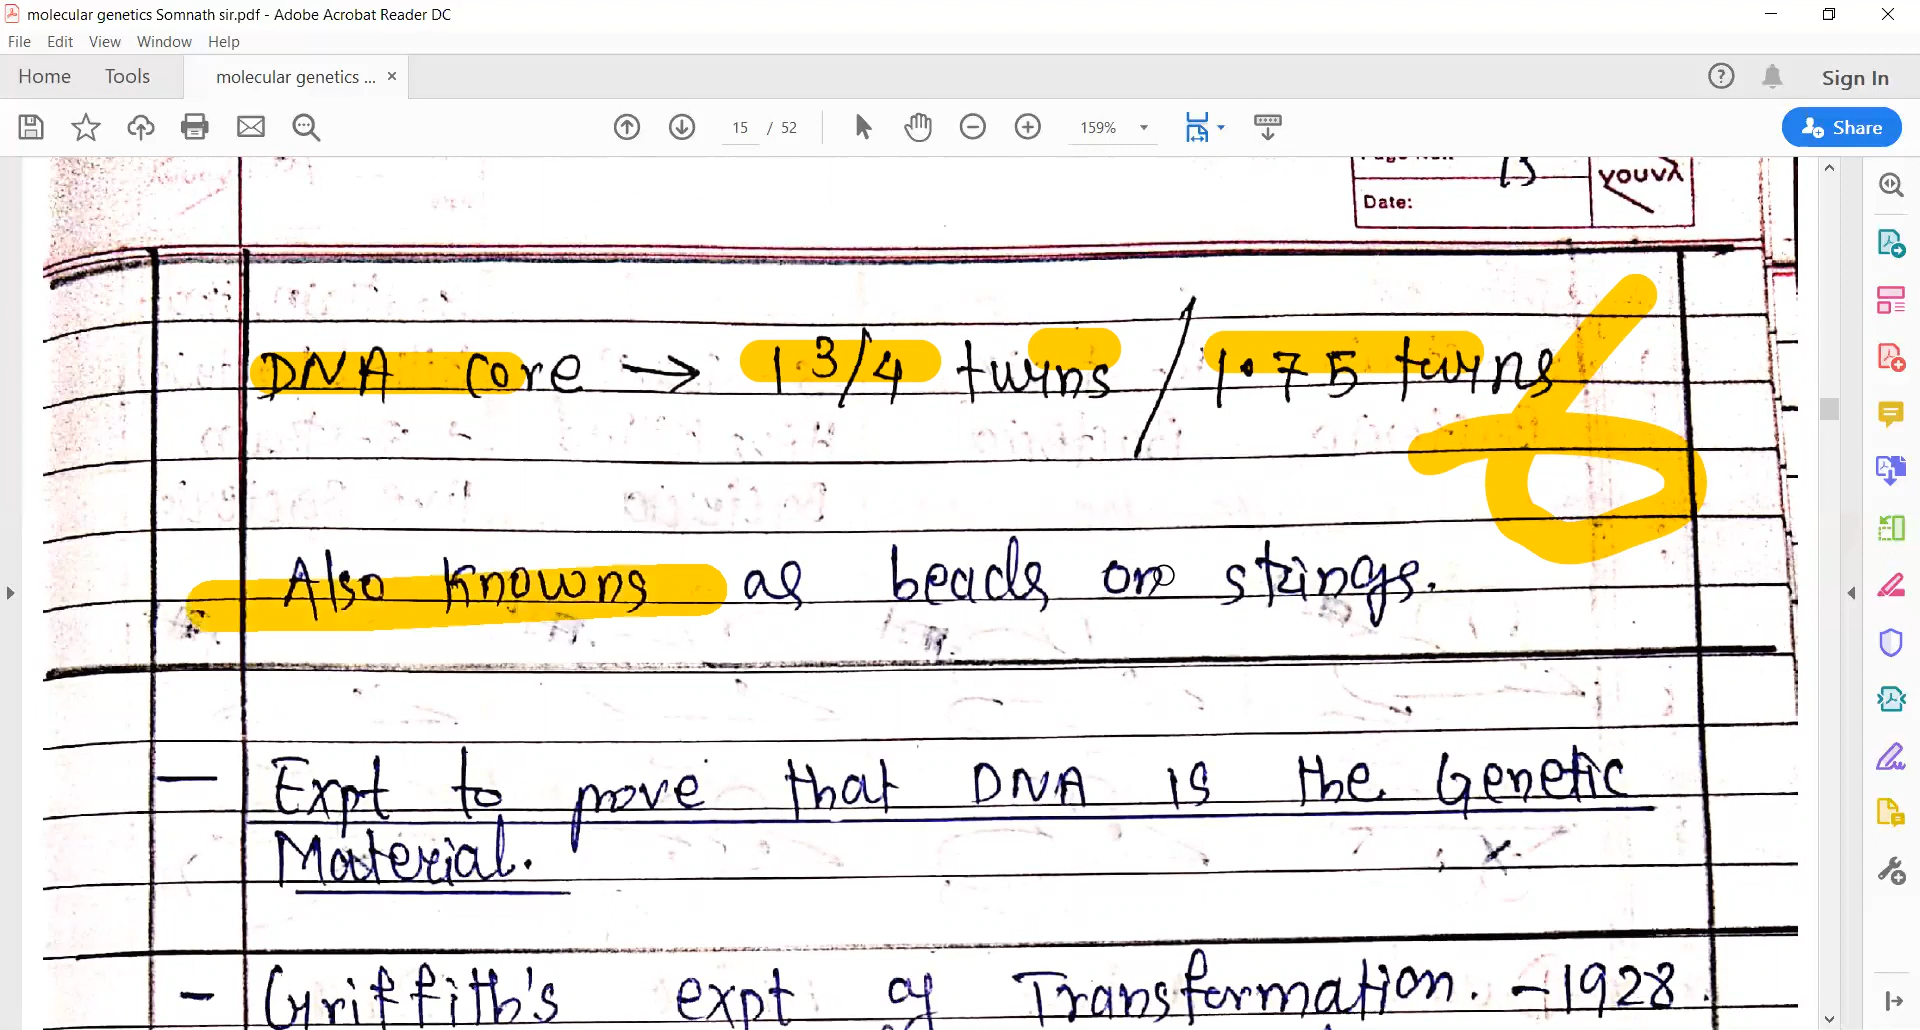 molecular genetics Somnath sir.pdf - Adobe Acrobat Reader DC
File Edit View Window Help
Home Tools molecular genetics ... × Sign In
15 / 52 159% Share
Date: youvA
DNA core → 1 3/4 turns / 1.75 turns
Also knowns as beads on strings.
— Expt to prove that DNA is the Genetic
Material.
- Griffith's expt of Transformation. - 1928.